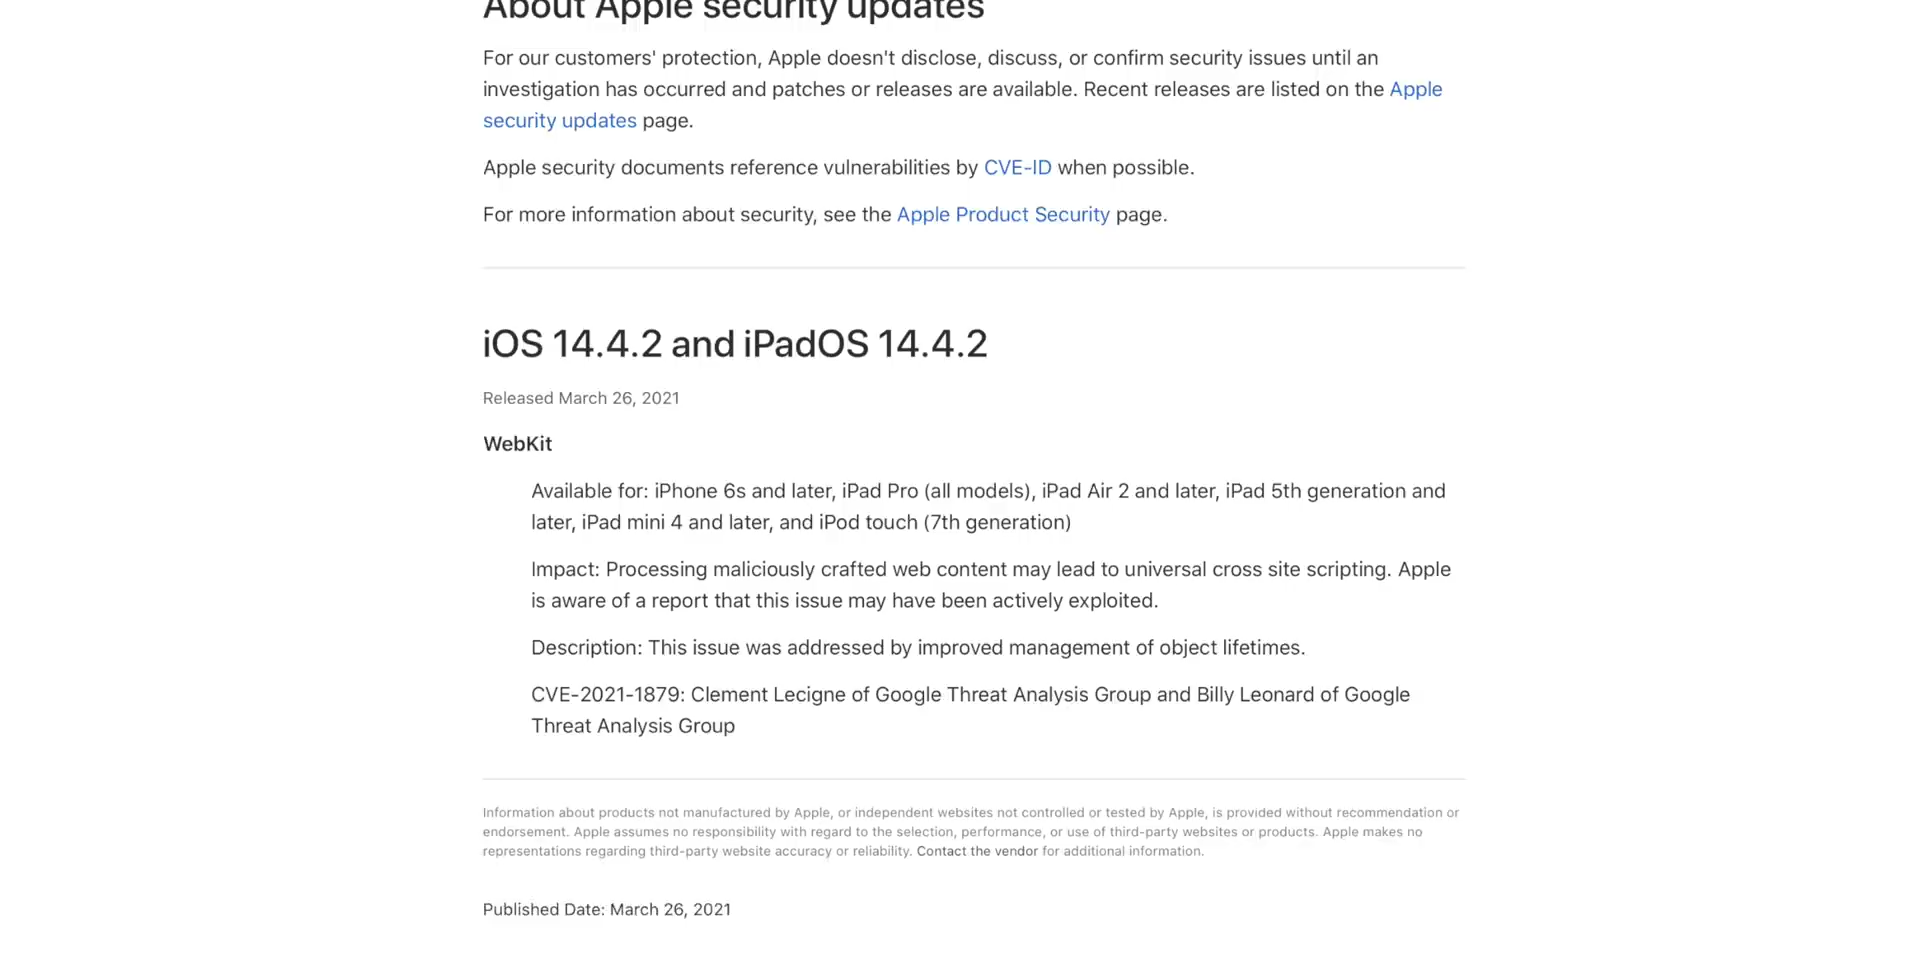 About Apple security updates
For our customers' protection, Apple doesn't disclose, discuss, or confirm security issues until an
investigation has occurred and patches or releases are available. Recent releases are listed on the Apple
security updates page.
Apple security documents reference vulnerabilities by CVE-ID when possible.
For more information about security, see the Apple Product Security page.
iOS 14.4.2 and iPadOS 14.4.2
Released March 26, 2021
WebKit
Available for: iPhone 6s and later, iPad Pro (all models), iPad Air 2 and later, iPad 5th generation and
later, iPad mini 4 and later, and iPod touch (7th generation)
Impact: Processing maliciously crafted web content may lead to universal cross site scripting. Apple
is aware of a report that this issue may have been actively exploited.
Description: This issue was addressed by improved management of object lifetimes.
CVE-2021-1879: Clement Lecigne of Google Threat Analysis Group and Billy Leonard of Google
Threat Analysis Group
Information about products not manufactured by Apple, or independent websites not controlled or tested by Apple, is provided without recommendation or
endorsement. Apple assumes no responsibility with regard to the selection, performance, or use of third-party websites or products. Apple makes no
representations regarding third-party website accuracy or reliability. Contact the vendor for additional information.
Published Date: March 26, 2021